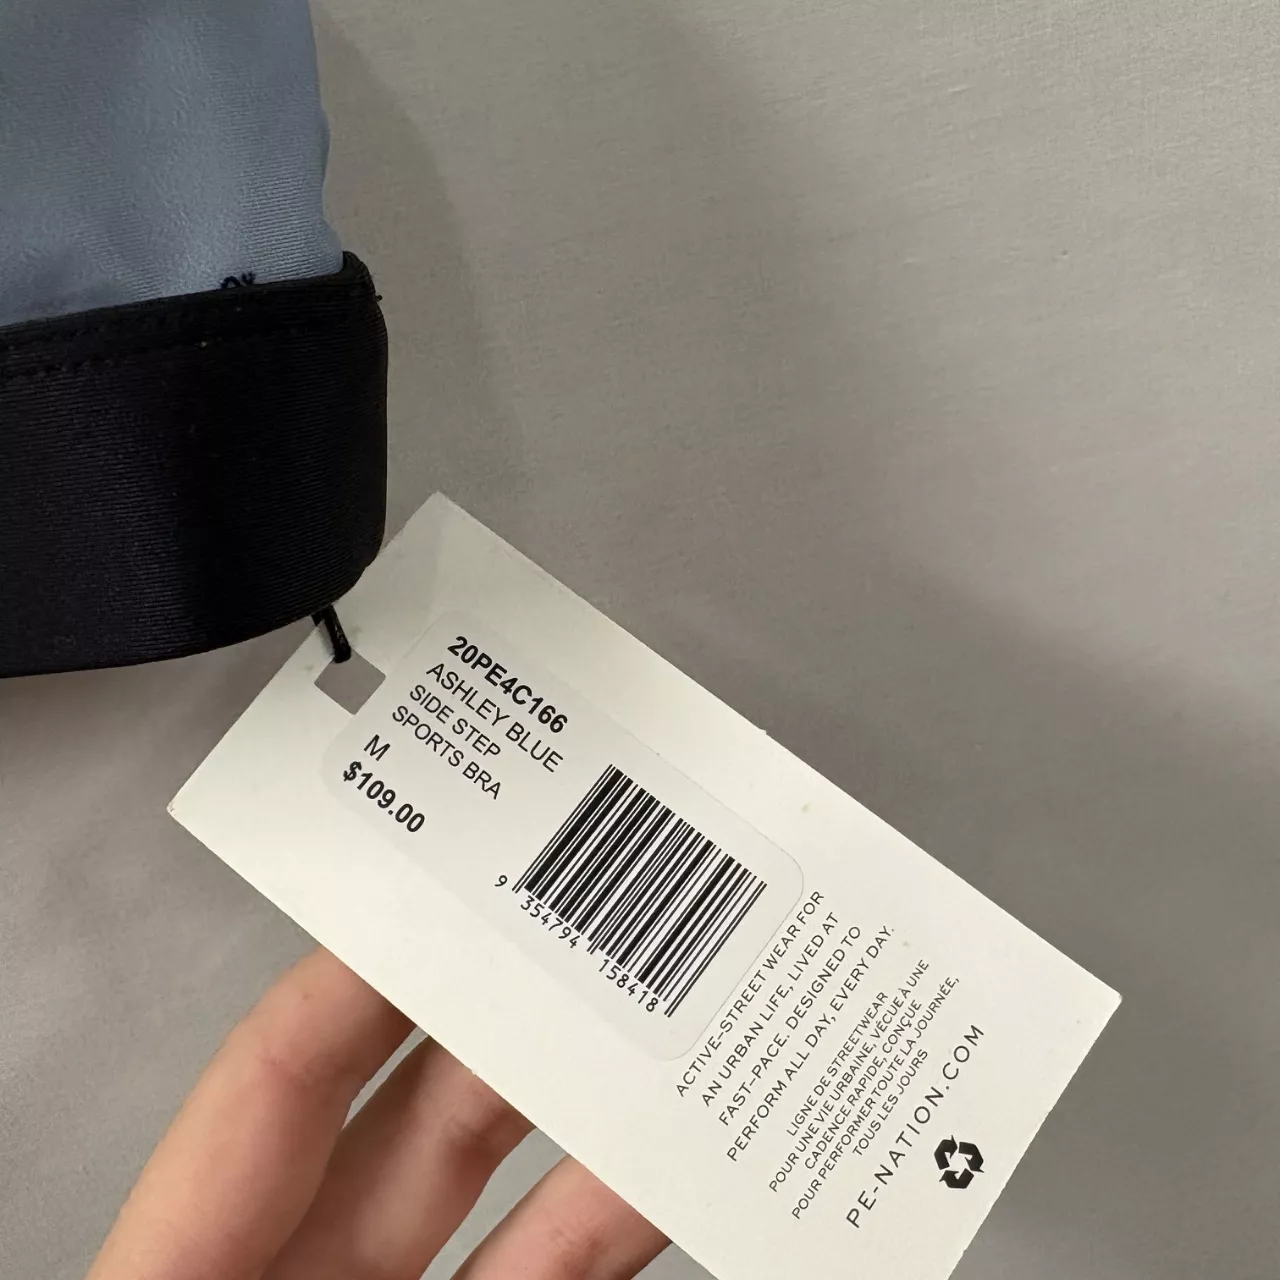 20PE4C166
ASHLEY BLUE
SIDE STEP
SPORTS BRA
M
$109.00
9 354794 158418
ACTIVE-STREET WEAR FOR
AN URBAN LIFE, LIVED AT
FAST-PACE. DESIGNED TO
PERFORM ALL DAY, EVERY DAY.
LIGNE DE STREETWEAR
POUR UNE VIE URBAINE, VÉCUE À UNE
CADENCE RAPIDE, CONÇUE
POUR PERFORMER TOUTE LA JOURNÉE,
TOUS LES JOURS
PE-NATION.COM